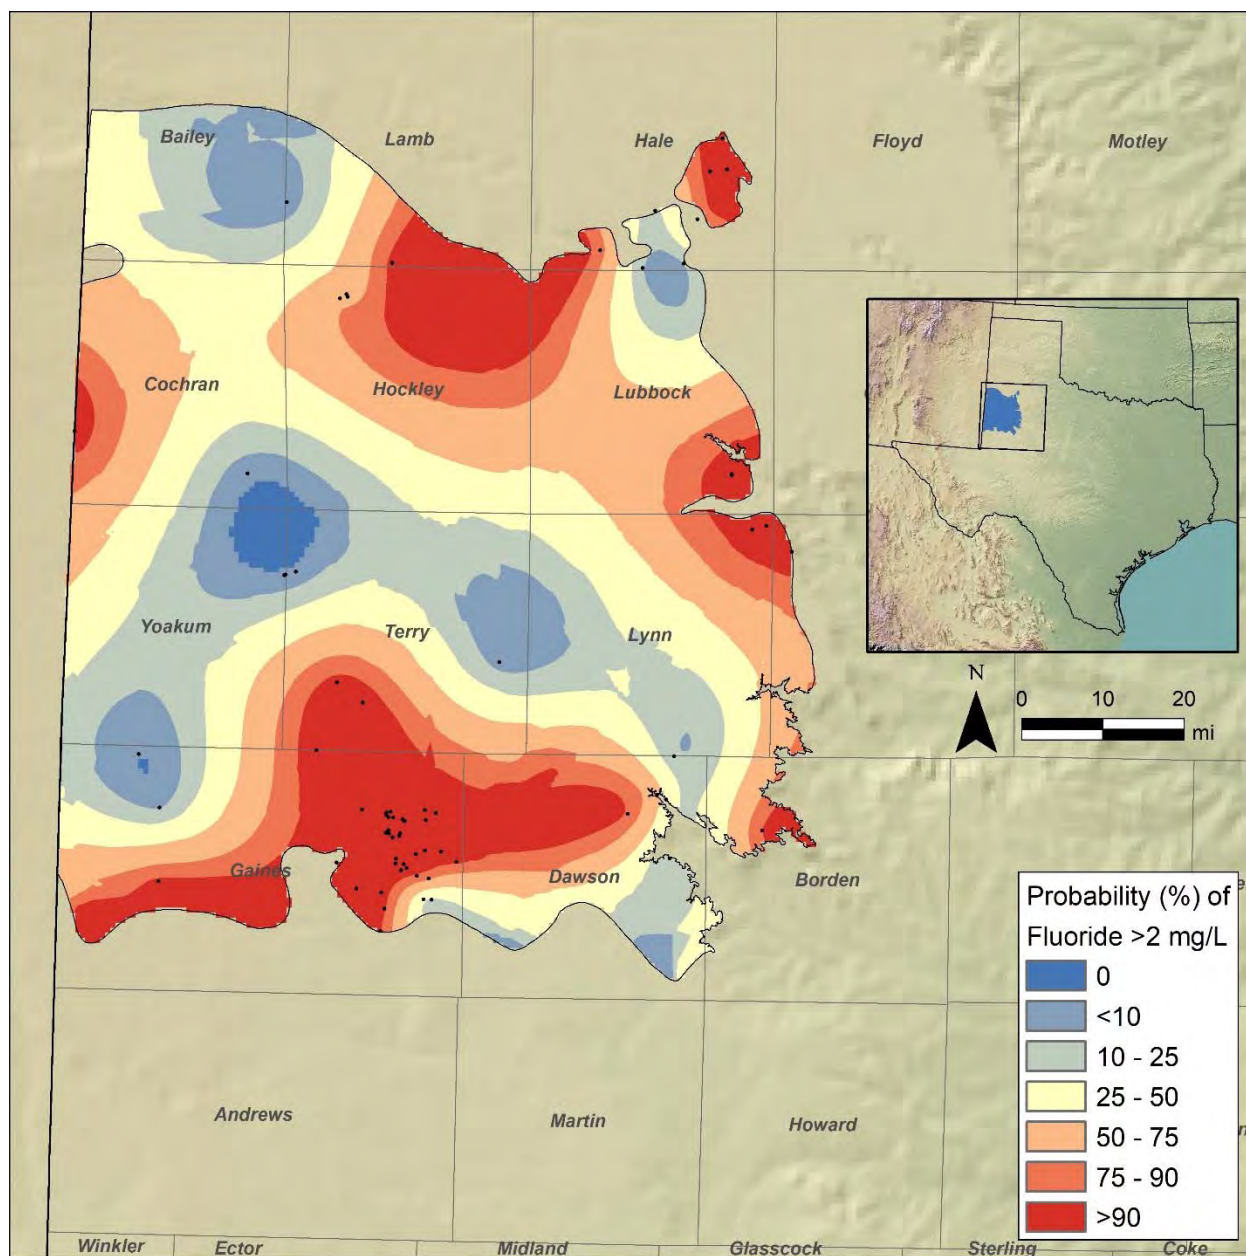 Bailey
Lamb
Hale
Floyd
Motley
Cochran
Hockley
Lubbock
Yoakum
Terry
Lynn
N
0 10 20
mi
Gaines
Dawson
Borden
Probability (%) of
Fluoride >2 mg/L
0
<10
10 - 25
25 - 50
50 - 75
75 - 90
>90
Andrews
Martin
Howard
Winkler
Ector
Midland
Glasscock
Sterling
Coke